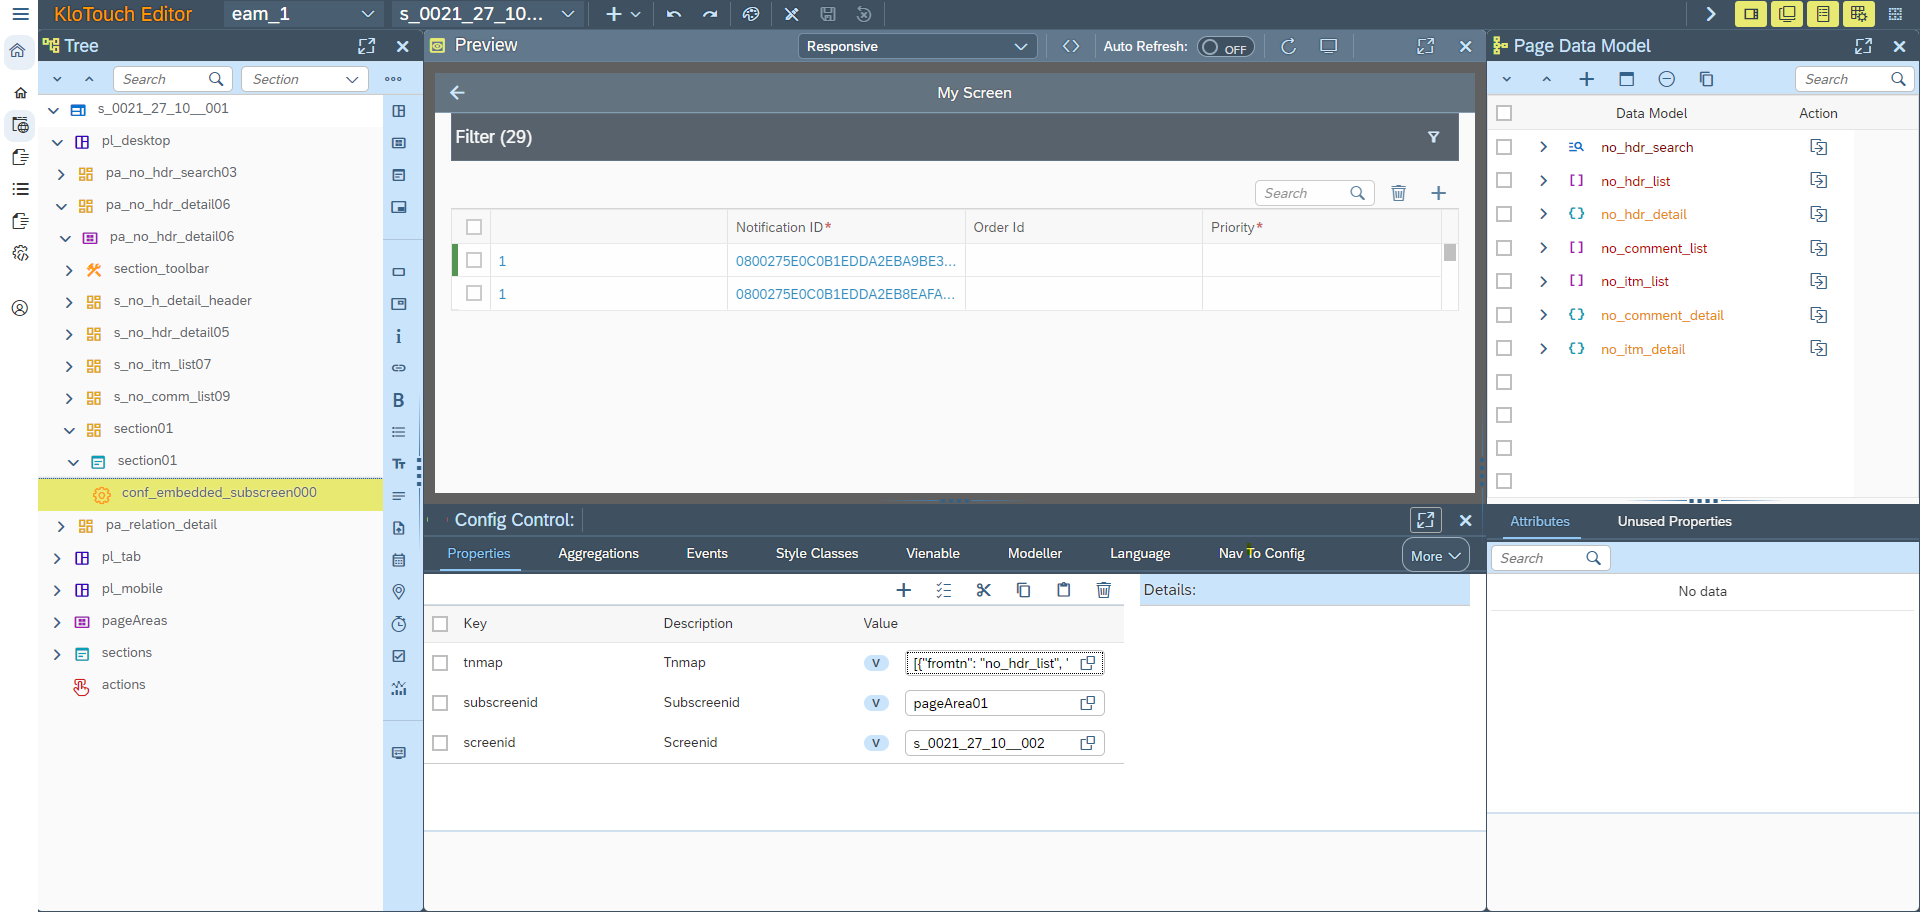 KloTouch Editor
eam_1
s_0021_27_10...
Tree
Search
Section
s_0021_27_10__001
pl_desktop
pa_no_hdr_search03
pa_no_hdr_detail06
pa_no_hdr_detail06
section_toolbar
s_no_h_detail_header
s_no_hdr_detail05
s_no_itm_list07
s_no_comm_list09
section01
section01
conf_embedded_subscreen000
pa_relation_detail
pl_tab
pl_mobile
pageAreas
sections
actions
Preview
Responsive
Auto Refresh:
OFF
My Screen
Filter (29)
Search
Notification ID*
Order Id
Priority*
1
0800275E0C0B1EDDA2EBA9BE3...
1
0800275E0C0B1EDDA2EB8EAFA...
Config Control:
Properties
Aggregations
Events
Style Classes
Vienable
Modeller
Language
Nav To Config
More
Details:
Key
Description
Value
tnmap
Tnmap
V
[{"fromtn": "no_hdr_list", "
subscreenid
Subscreenid
V
pageArea01
screenid
Screenid
V
s_0021_27_10__002
Page Data Model
Search
Data Model
Action
no_hdr_search
no_hdr_list
no_hdr_detail
no_comment_list
no_itm_list
no_comment_detail
no_itm_detail
Attributes
Unused Properties
Search
No data